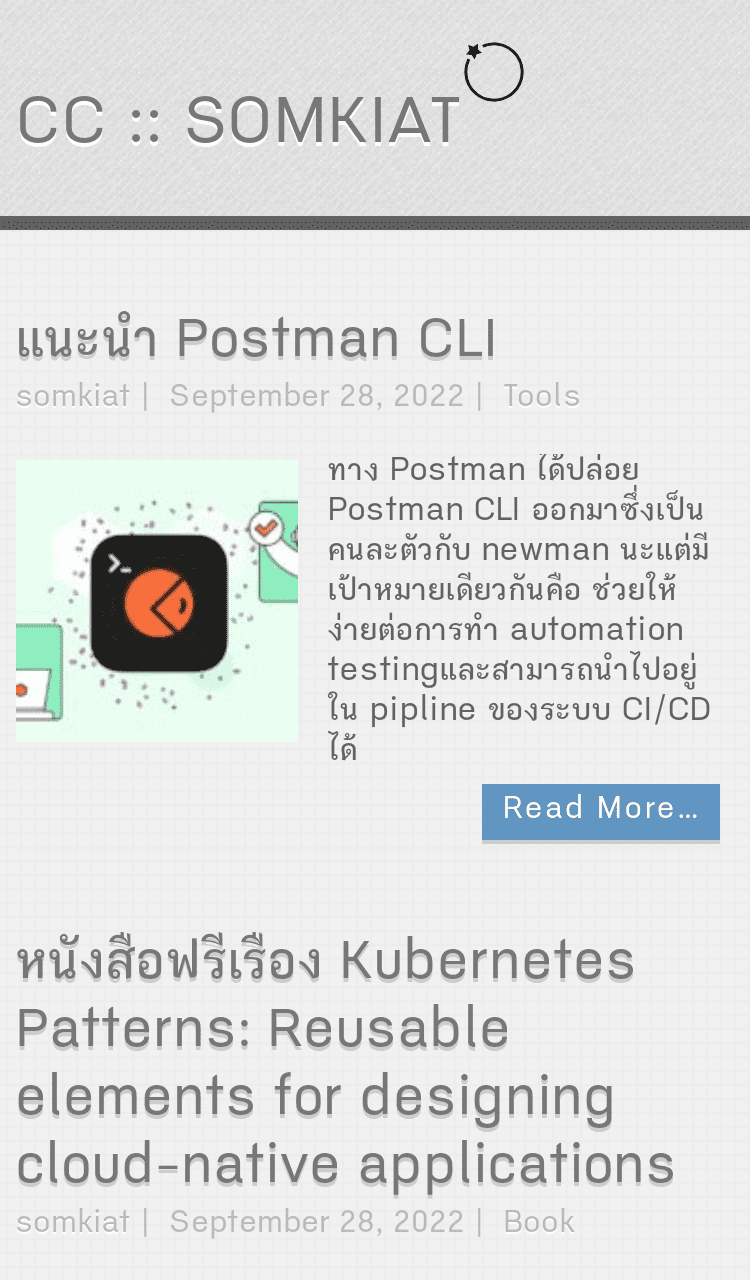 CC :: SOMKIAT
แนะนำ Postman CLI
somkiat | September 28, 2022 | Tools
ทาง Postman ได้ปล่อย
Postman CLI ออกมาซึ่งเป็น
คนละตัวกับ newman นะแต่มี
เป้าหมายเดียวกันคือ ช่วยให้
ง่ายต่อการทำ automation
testingและสามารถนำไปอยู่
ใน pipline ของระบบ CI/CD
ได้
Read More...
หนังสือฟรีเรือง Kubernetes
Patterns: Reusable
elements for designing
cloud-native applications
somkiat | September 28, 2022 | Book